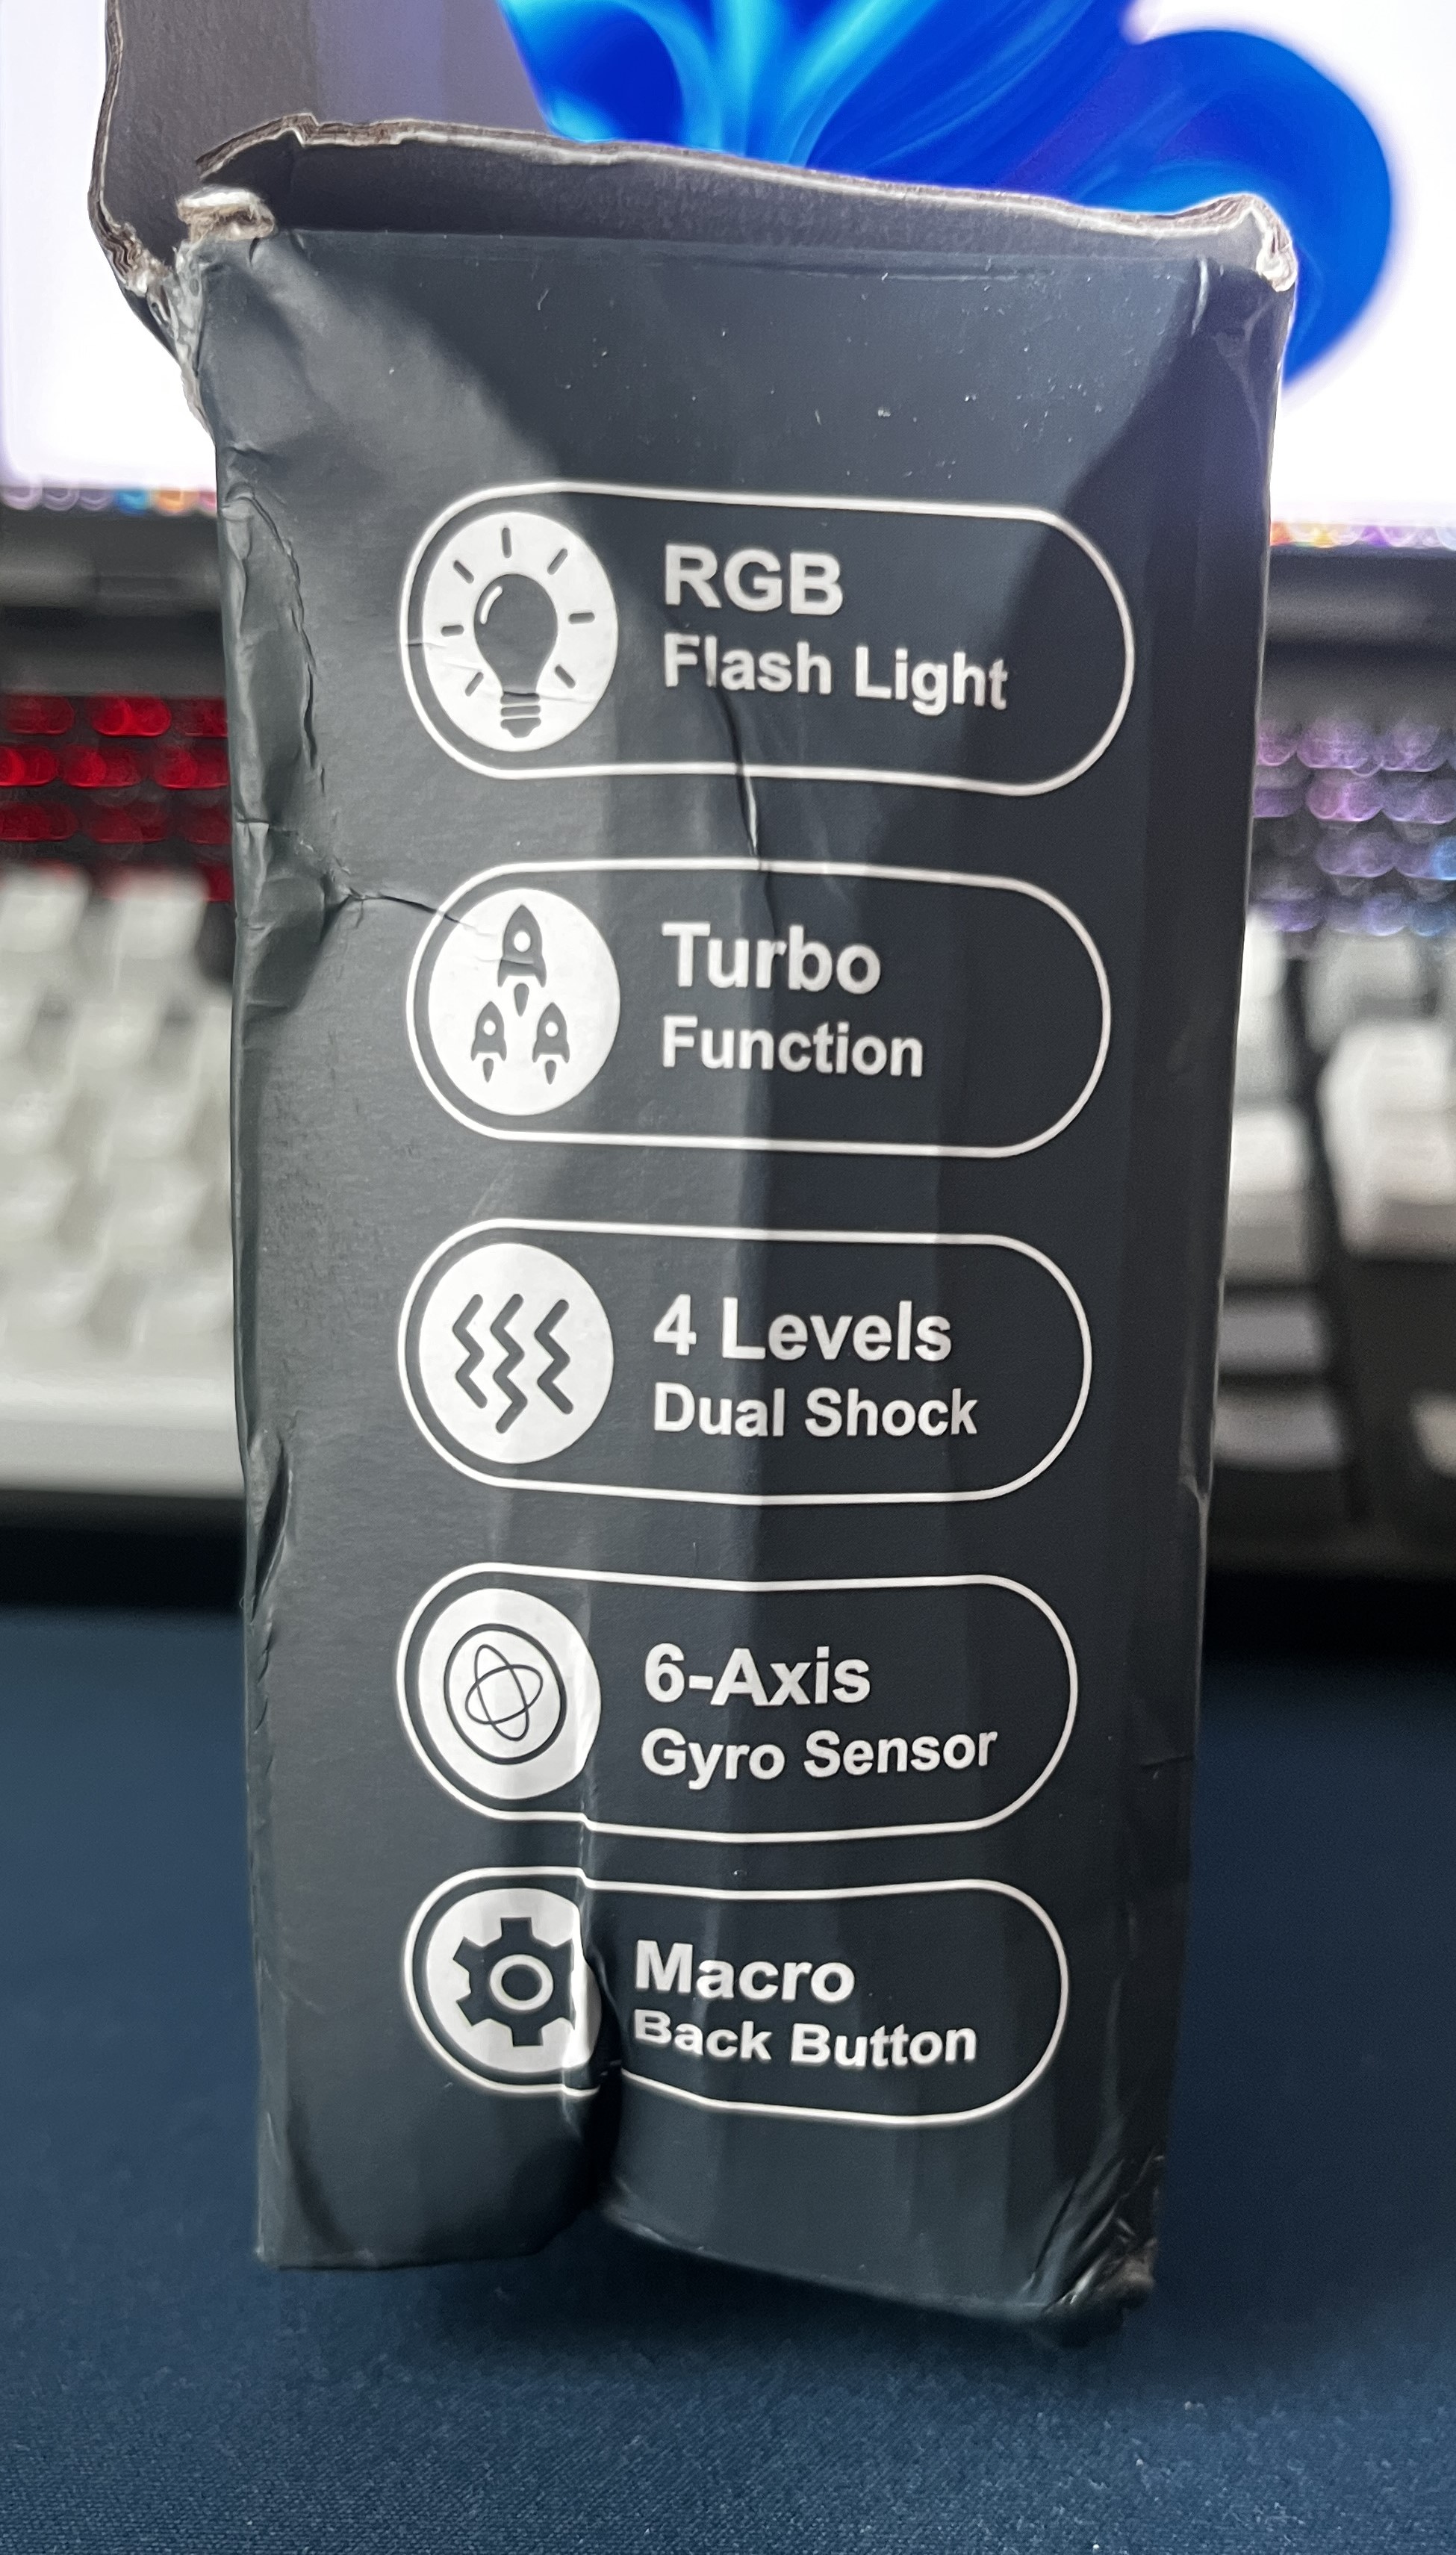 RGB
Flash Light
Turbo
Function
4 Levels
Dual Shock
6-Axis
Gyro Sensor
Macro
Back Button